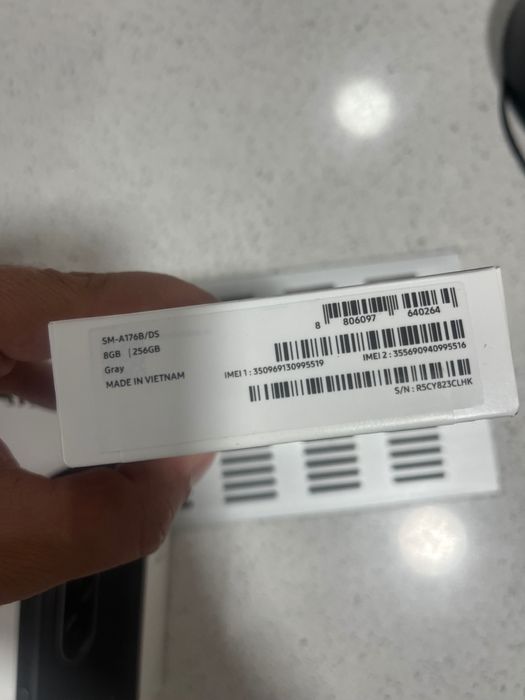 SM-A176B/DS
8GB | 256GB
Gray
MADE IN VIETNAM
8 806097 640264
IMEI 1 : 350969130995519
IMEI 2 : 355690940995516
S/N : R5CY823CLHK